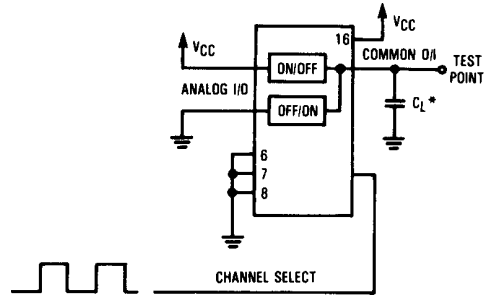 VCC
VCC
16
COMMON O/I
TEST
POINT
ON/OFF
ANALOG I/O
OFF/ON
CL*
6
7
8
CHANNEL SELECT